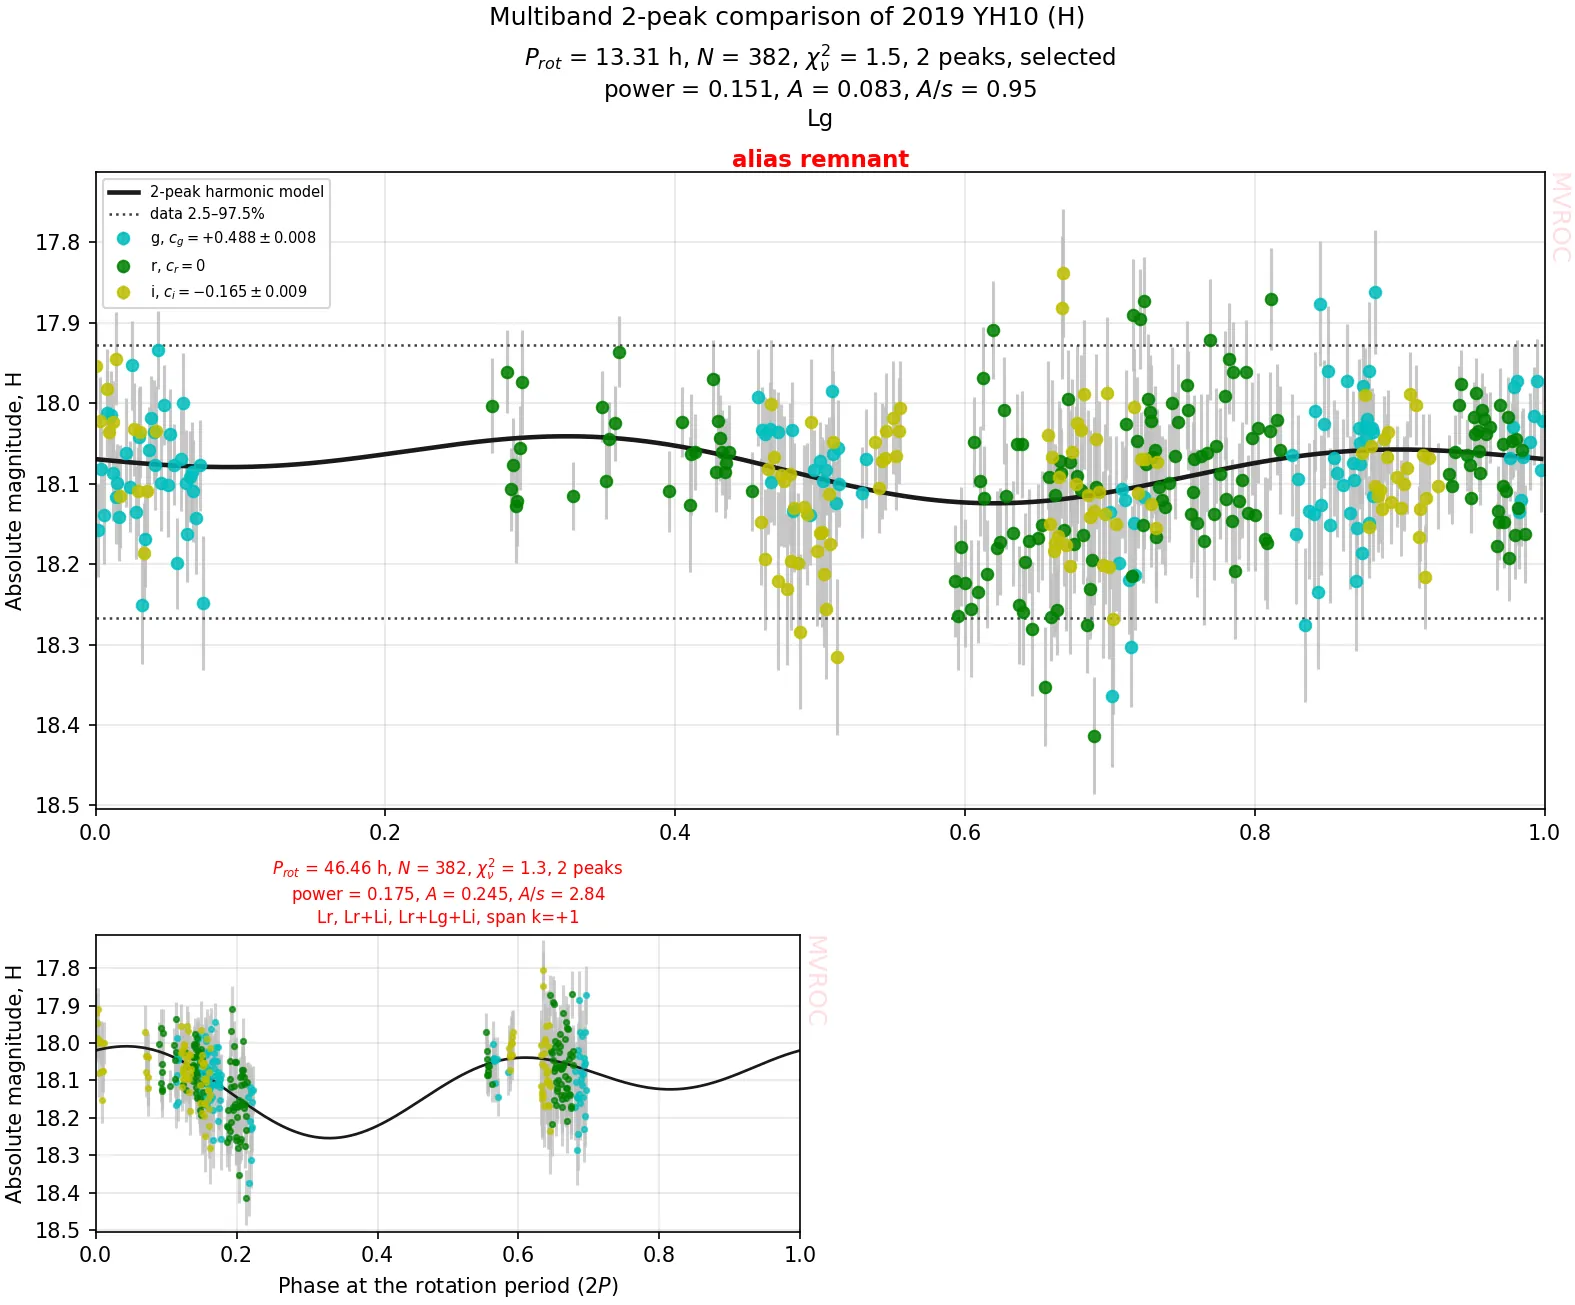 Multiband 2-peak comparison of 2019 YH10 (H)
P_rot = 13.31 h, N = 382, χ²_ν = 1.5, 2 peaks, selected
power = 0.151, A = 0.083, A/s = 0.95
Lg
alias remnant
2-peak harmonic model
data 2.5–97.5%
g, c_g = +0.488 ± 0.008
r, c_r = 0
i, c_i = −0.165 ± 0.009
MVROC
Absolute magnitude, H
17.8
17.9
18.0
18.1
18.2
18.3
18.4
18.5
0.0 0.2 0.4 0.6 0.8 1.0
P_rot = 46.46 h, N = 382, χ²_ν = 1.3, 2 peaks
power = 0.175, A = 0.245, A/s = 2.84
Lr, Lr+Li, Lr+Lg+Li, span k=+1
MVROC
Absolute magnitude, H
17.8
17.9
18.0
18.1
18.2
18.3
18.4
18.5
0.0 0.2 0.4 0.6 0.8 1.0
Phase at the rotation period (2P)